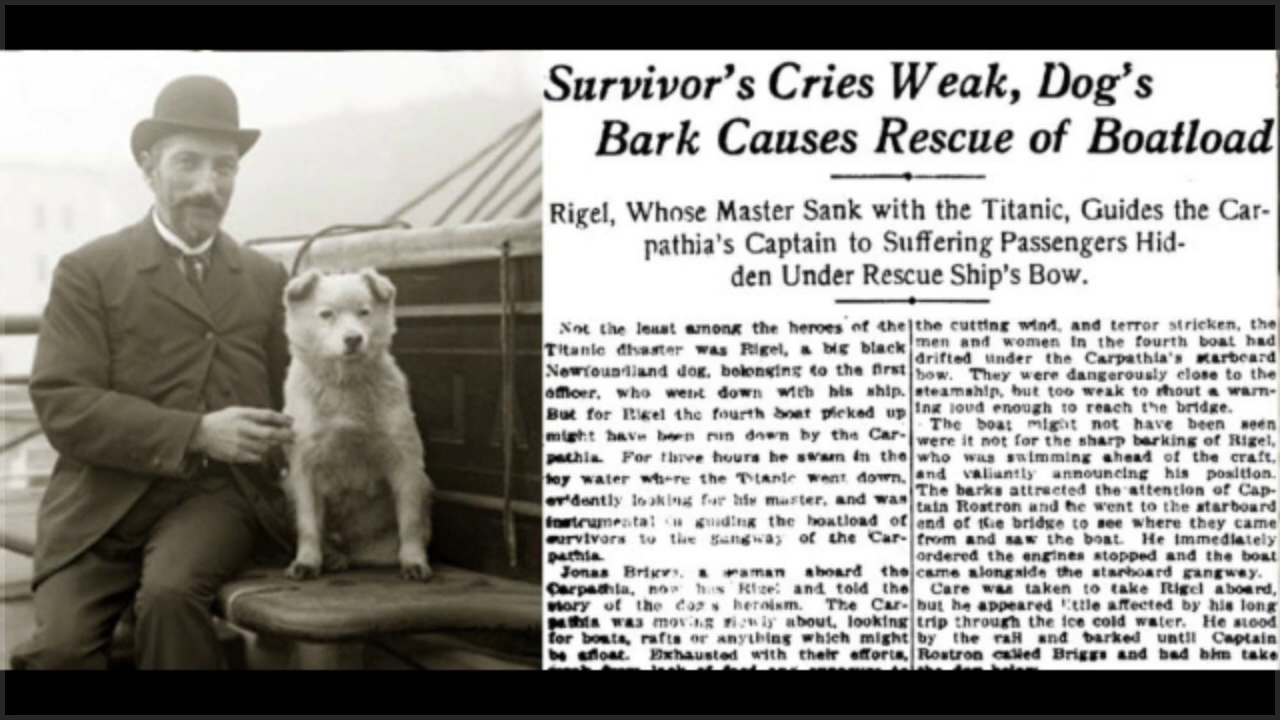 Survivor's Cries Weak, Dog's
Bark Causes Rescue of Boatload
Rigel, Whose Master Sank with the Titanic, Guides the Car-
pathia's Captain to Suffering Passengers Hid-
den Under Rescue Ship's Bow.
Not the least among the heroes of the
Titanic disaster was Rigel, a big black
Newfoundland dog, belonging to the first
officer, who went down with his ship.
But for Rigel the fourth boat picked up
might have been run down by the Car-
pathia. For three hours he swam in the
icy water where the Titanic went down,
evidently looking for his master, and was
instrumental in guiding the boatload of
survivors to the gangway of the Car-
pathia.
Jonas Briggs, a seaman aboard the
Carpathia, now has Rigel and told the
story of the dog's heroism. The Car-
pathia was moving slowly about, looking
for boats, rafts or anything which might
be afloat. Exhausted with their efforts,
the cutting wind, and terror stricken, the
men and women in the fourth boat had
drifted under the Carpathia's starboard
bow. They were dangerously close to the
steamship, but too weak to shout a warn-
ing loud enough to reach the bridge.
The boat might not have been seen
were it not for the sharp barking of Rigel,
who was swimming ahead of the craft,
and valiantly announcing his position.
The barks attracted the attention of Cap-
tain Rostron and he went to the starboard
end of the bridge to see where they came
from and saw the boat. He immediately
ordered the engines stopped and the boat
came alongside the starboard gangway.
Care was taken to take Rigel aboard,
but he appeared little affected by his long
trip through the ice cold water. He stood
by the rail and barked until Captain
Rostron called Briggs and had him take